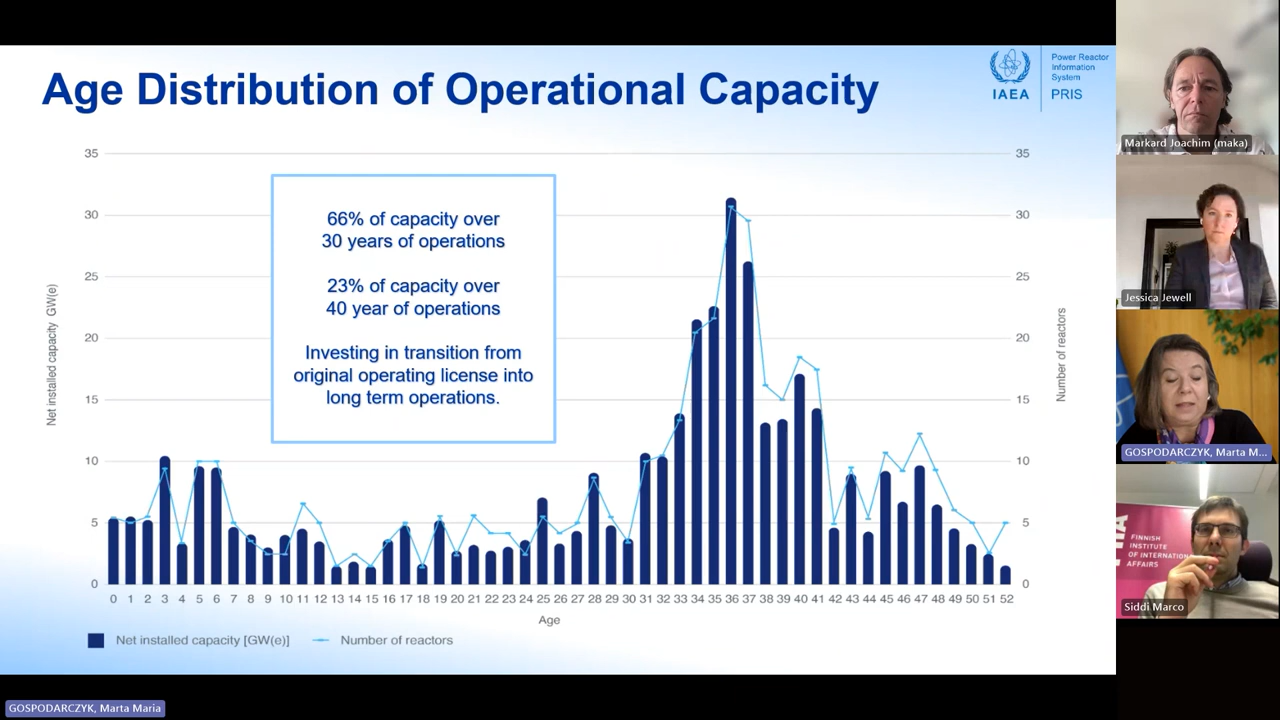 Age Distribution of Operational Capacity
IAEA
Power Reactor
Information
System
PRIS
35
30
25
20
15
10
5
0
Net installed capacity GW(e)
66% of capacity over
30 years of operations
23% of capacity over
40 year of operations
Investing in transition from
original operating license into
long term operations.
35
30
25
20
15
10
5
0
Number of reactors
0 1 2 3 4 5 6 7 8 9 10 11 12 13 14 15 16 17 18 19 20 21 22 23 24 25 26 27 28 29 30 31 32 33 34 35 36 37 38 39 40 41 42 43 44 45 46 47 48 49 50 51 52
Age
Net installed capacity [GW(e)]
Number of reactors
GOSPODARCZYK, Marta Maria
Markard Joachim (maka)
Jessica Jewell
GOSPODARCZYK, Marta M...
FINNISH
INSTITUTE
OF INTERNATIONAL
AFFAIRS
Siddi Marco